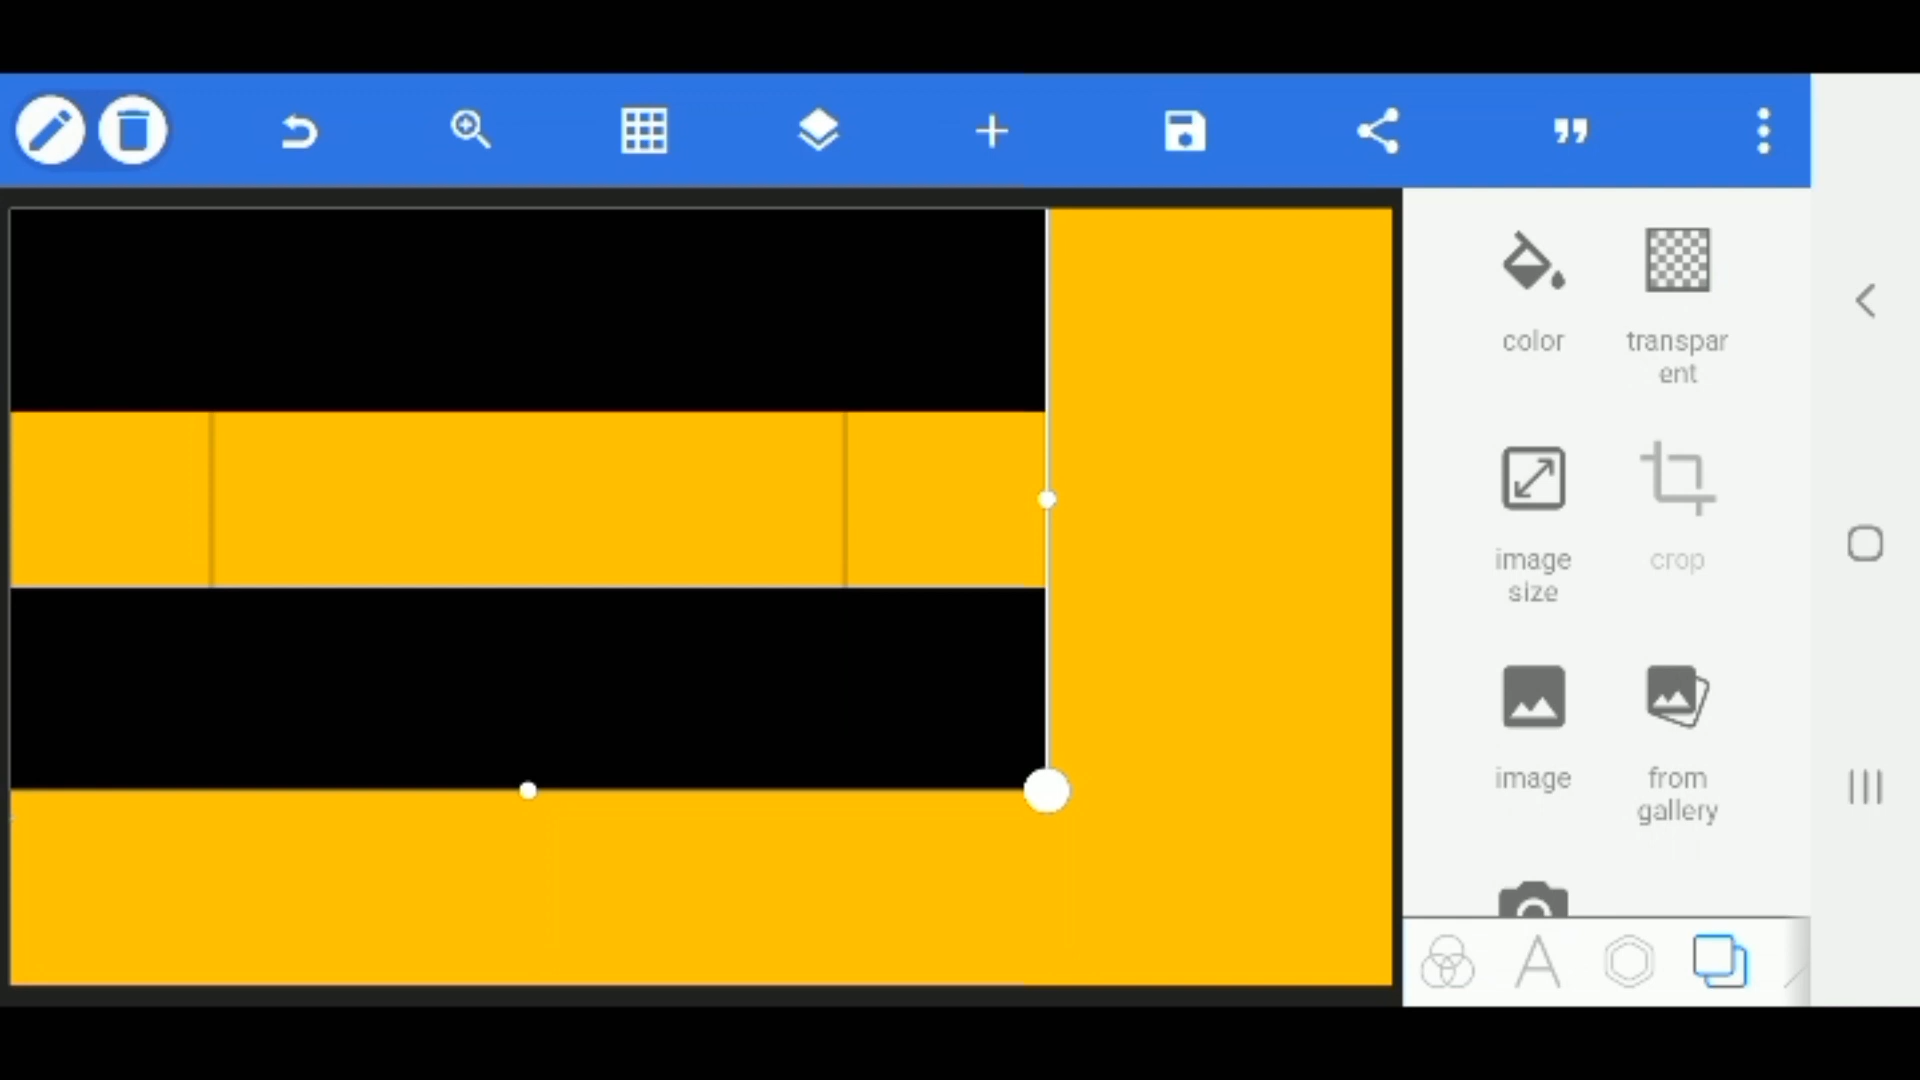 color
transpar
ent
image
size
crop
image
from
gallery